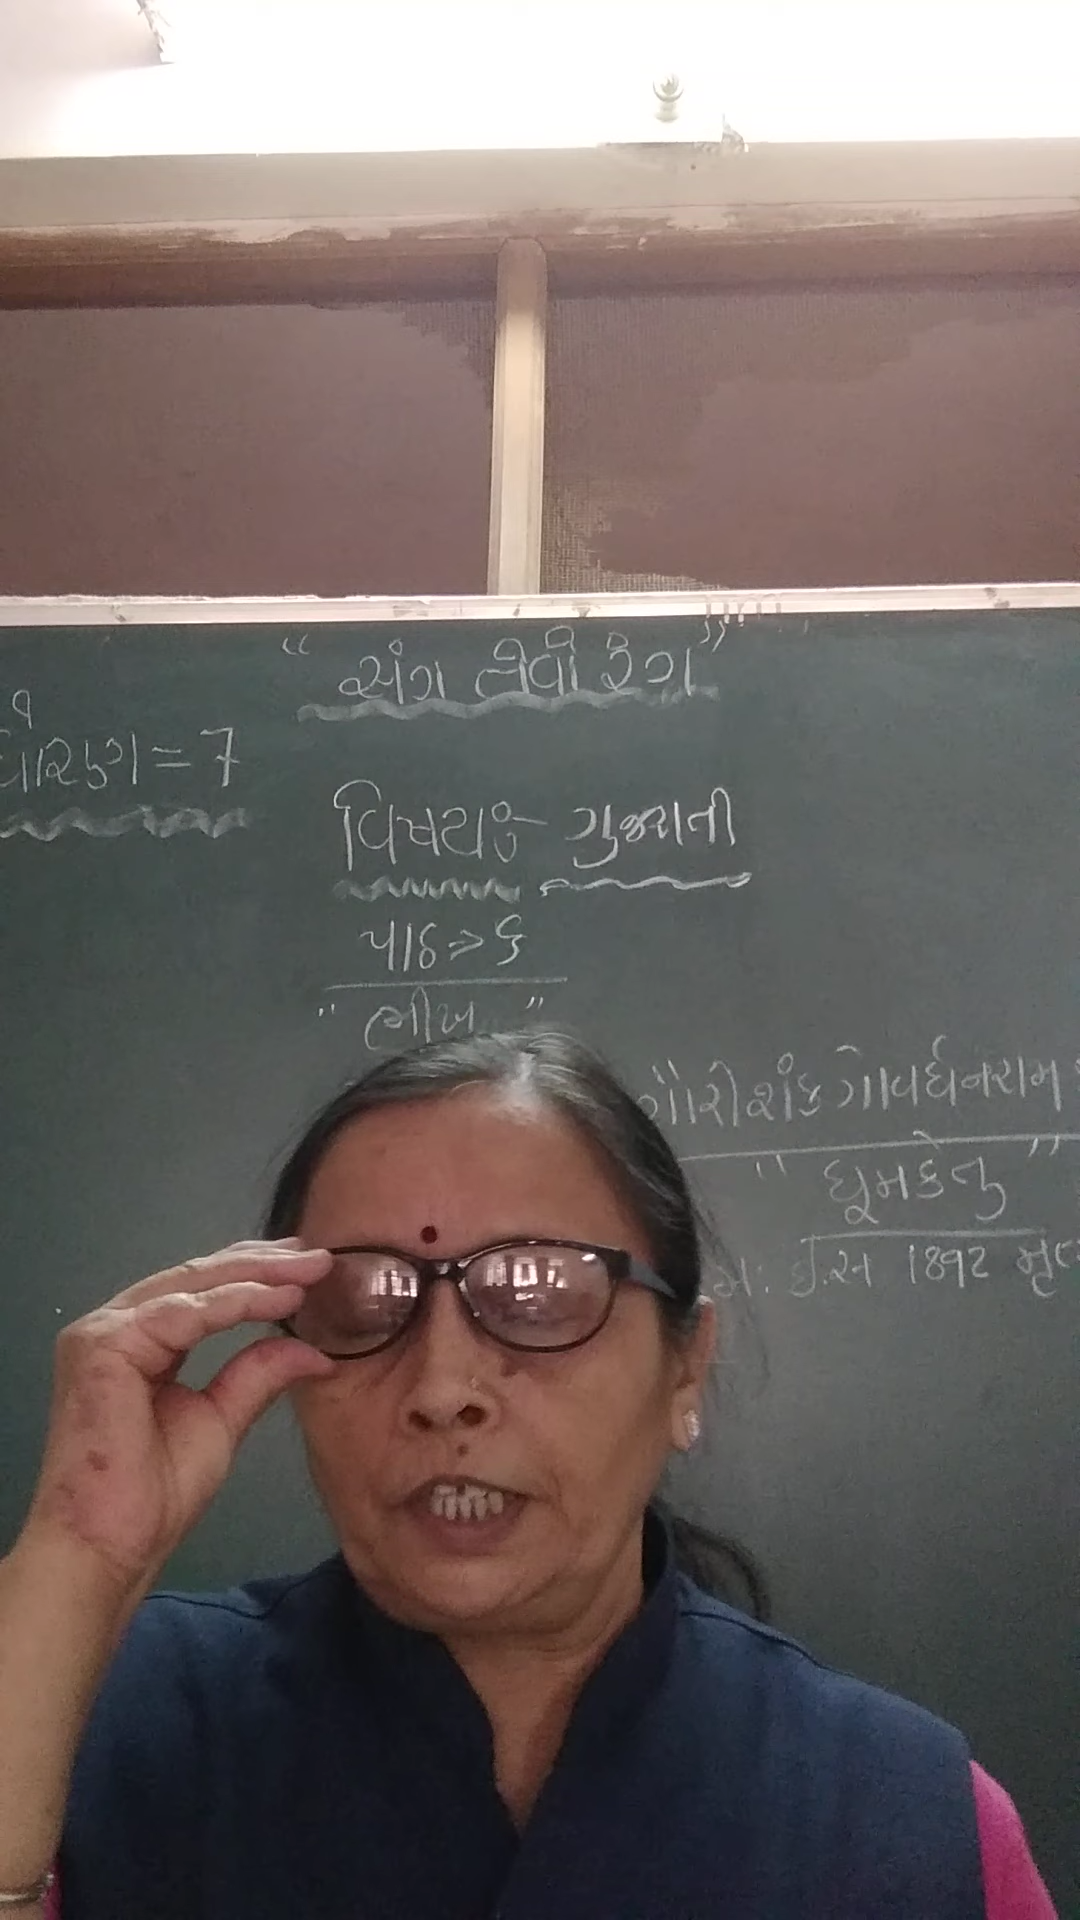 “ સંગ તેવો રંગ ”
ધોરણ = 7
વિષયઃ- ગુજરાતી
પાઠ => ૬
" ભીખ "
ગૌરીશંકર ગોવર્ધનરામ
" ધૂમકેતુ "
ઈ.સ 1892